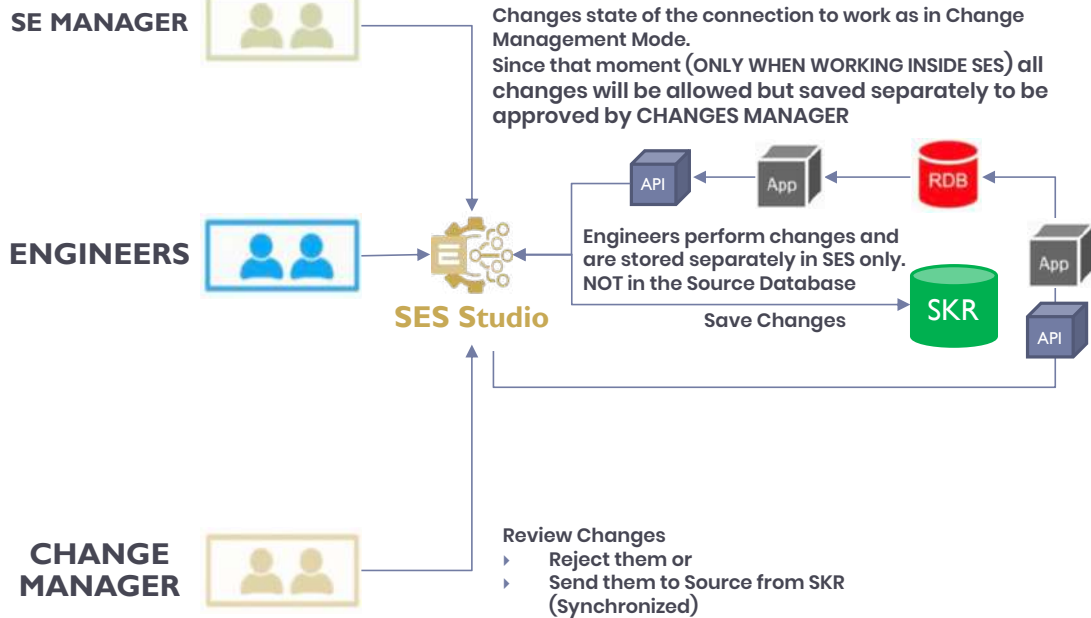 SE MANAGER
Changes state of the connection to work as in Change
Management Mode.
Since that moment (ONLY WHEN WORKING INSIDE SES) all
changes will be allowed but saved separately to be
approved by CHANGES MANAGER
API
App
RDB
ENGINEERS
SES Studio
Engineers perform changes and
are stored separately in SES only.
NOT in the Source Database
Save Changes
SKR
App
API
CHANGE
MANAGER
Review Changes
Reject them or
Send them to Source from SKR
(Synchronized)